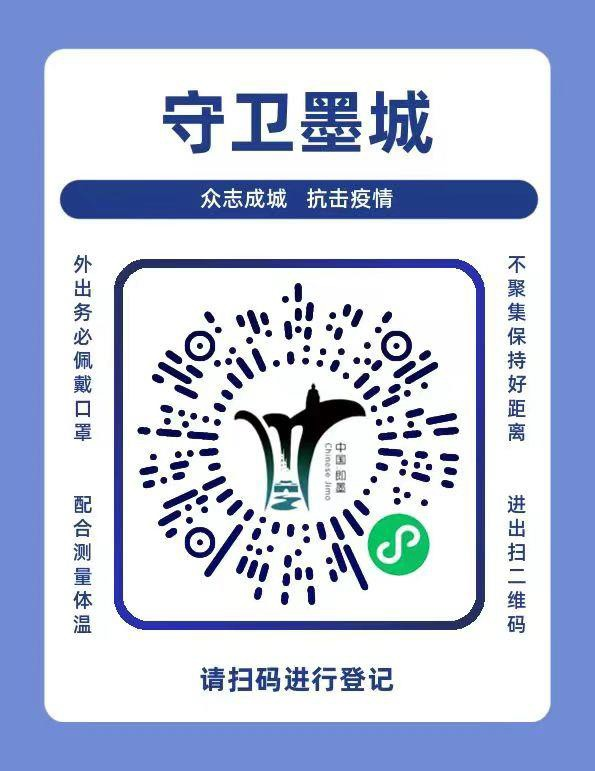 守卫墨城
众志成城 抗击疫情
外出务必佩戴口罩
配合测量体温
不聚集保持好距离
进出扫二维码
中国 即墨
Chinese Jimo
请扫码进行登记